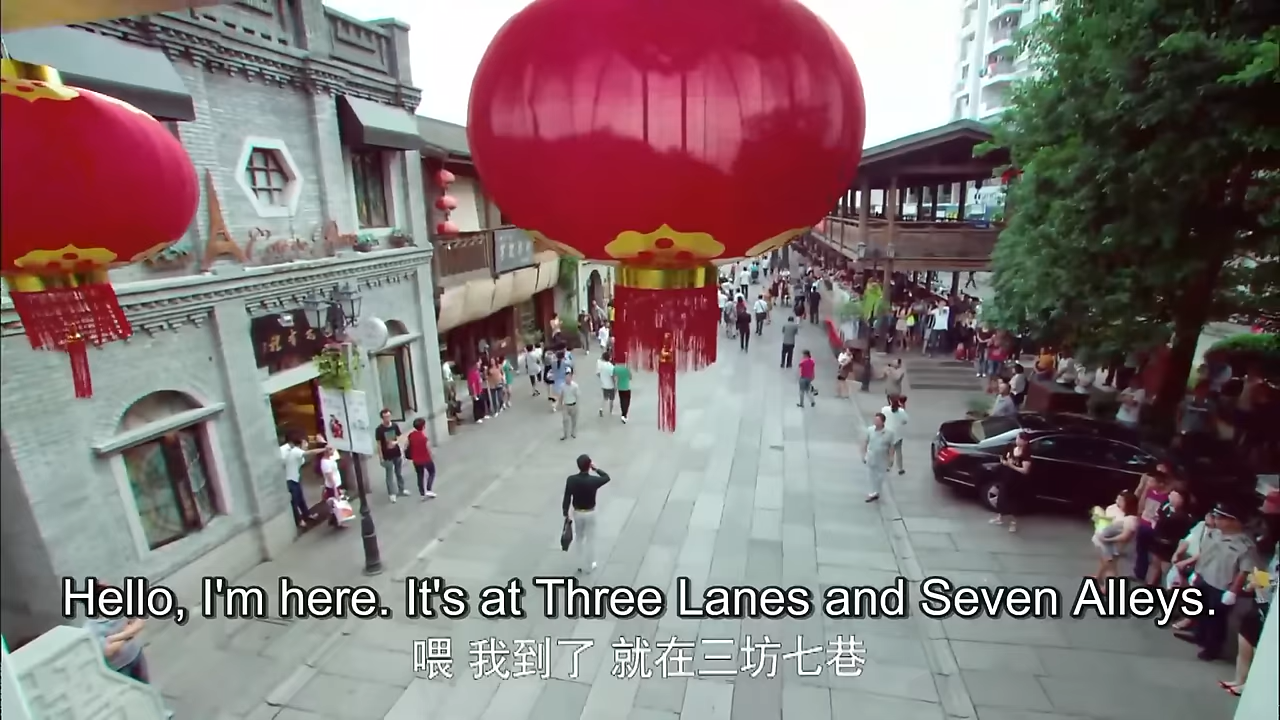 Hello, I'm here. It's at Three Lanes and Seven Alleys.
喂 我到了 就在三坊七巷